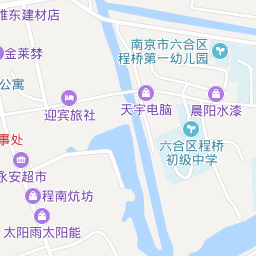 雅东建材店
金莱梦
公寓
南京市六合区
程桥第一幼儿园
迎宾旅社
天宇电脑
晨阳水漆
六合区程桥
初级中学
事处
永安超市
程南炕坊
太阳雨太阳能